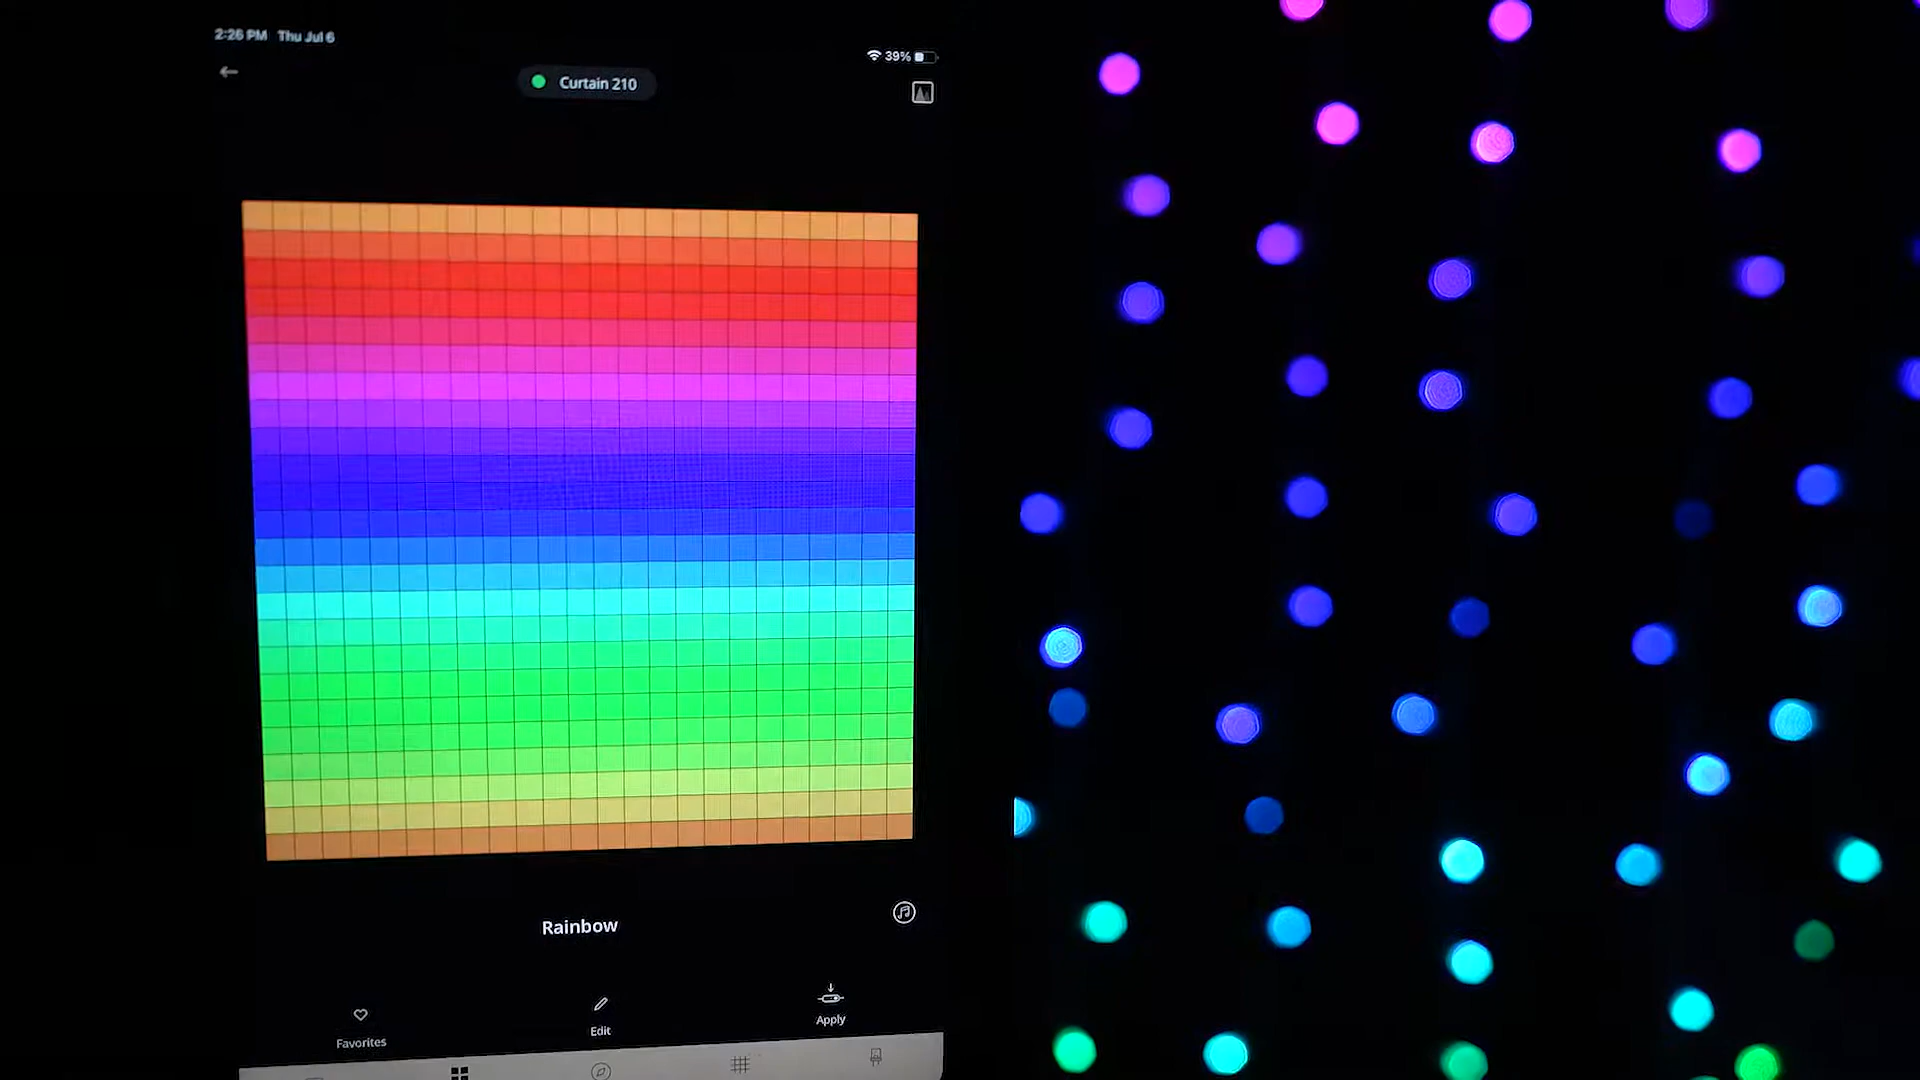 2:26 PM Thu Jul 6
39%
Curtain 210
Rainbow
Favorites
Edit
Apply